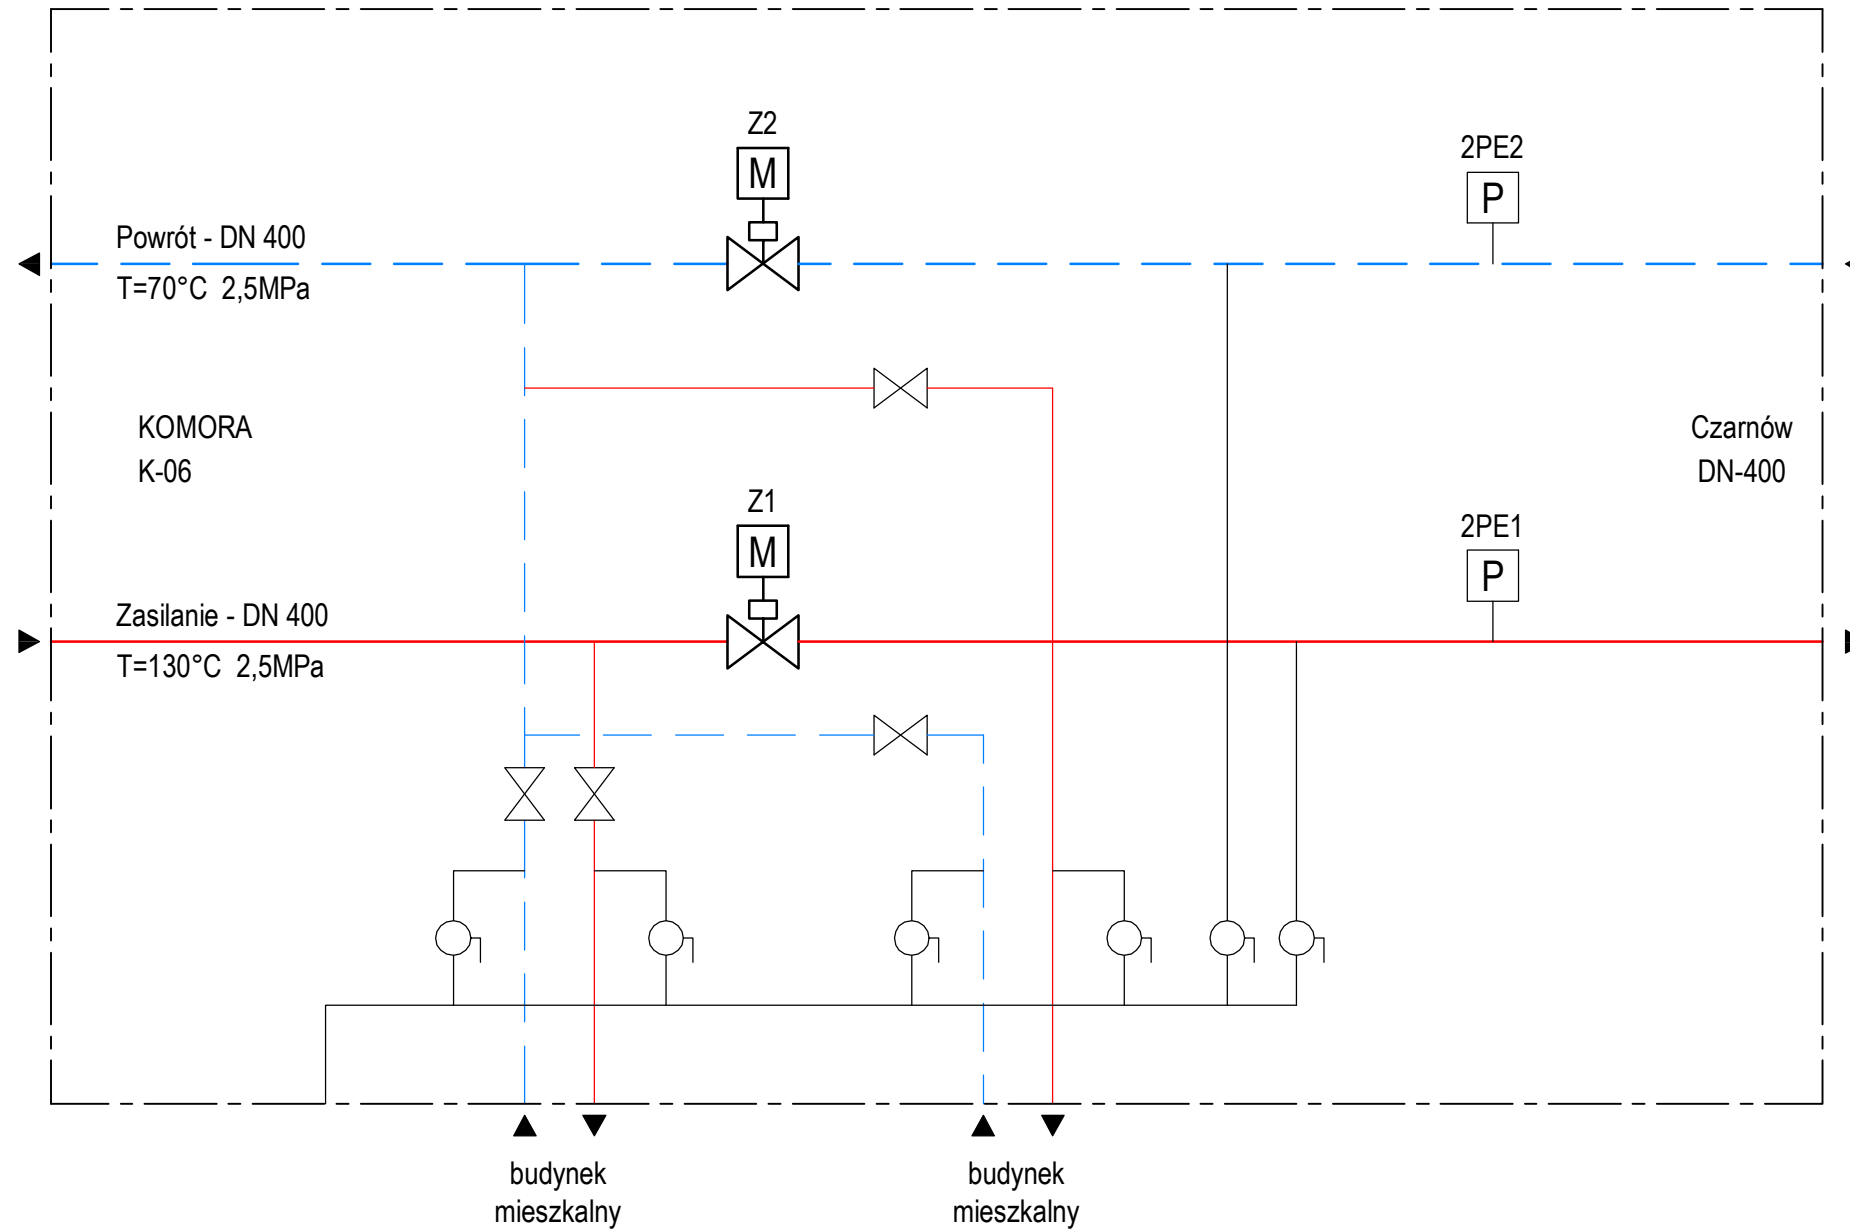 Z2
M
2PE2
P
Powrót - DN 400
T=70°C 2,5MPa
KOMORA
K-06
Czarnów
DN-400
Z1
M
2PE1
P
Zasilanie - DN 400
T=130°C 2,5MPa
budynek
mieszkalny
budynek
mieszkalny